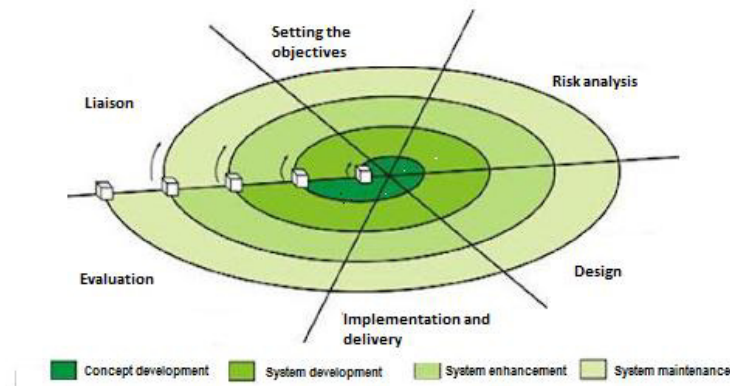 Setting the
objectives
Risk analysis
Liaison
Evaluation
Design
Implementation and
delivery
Concept development
System development
System enhancement
System maintenance